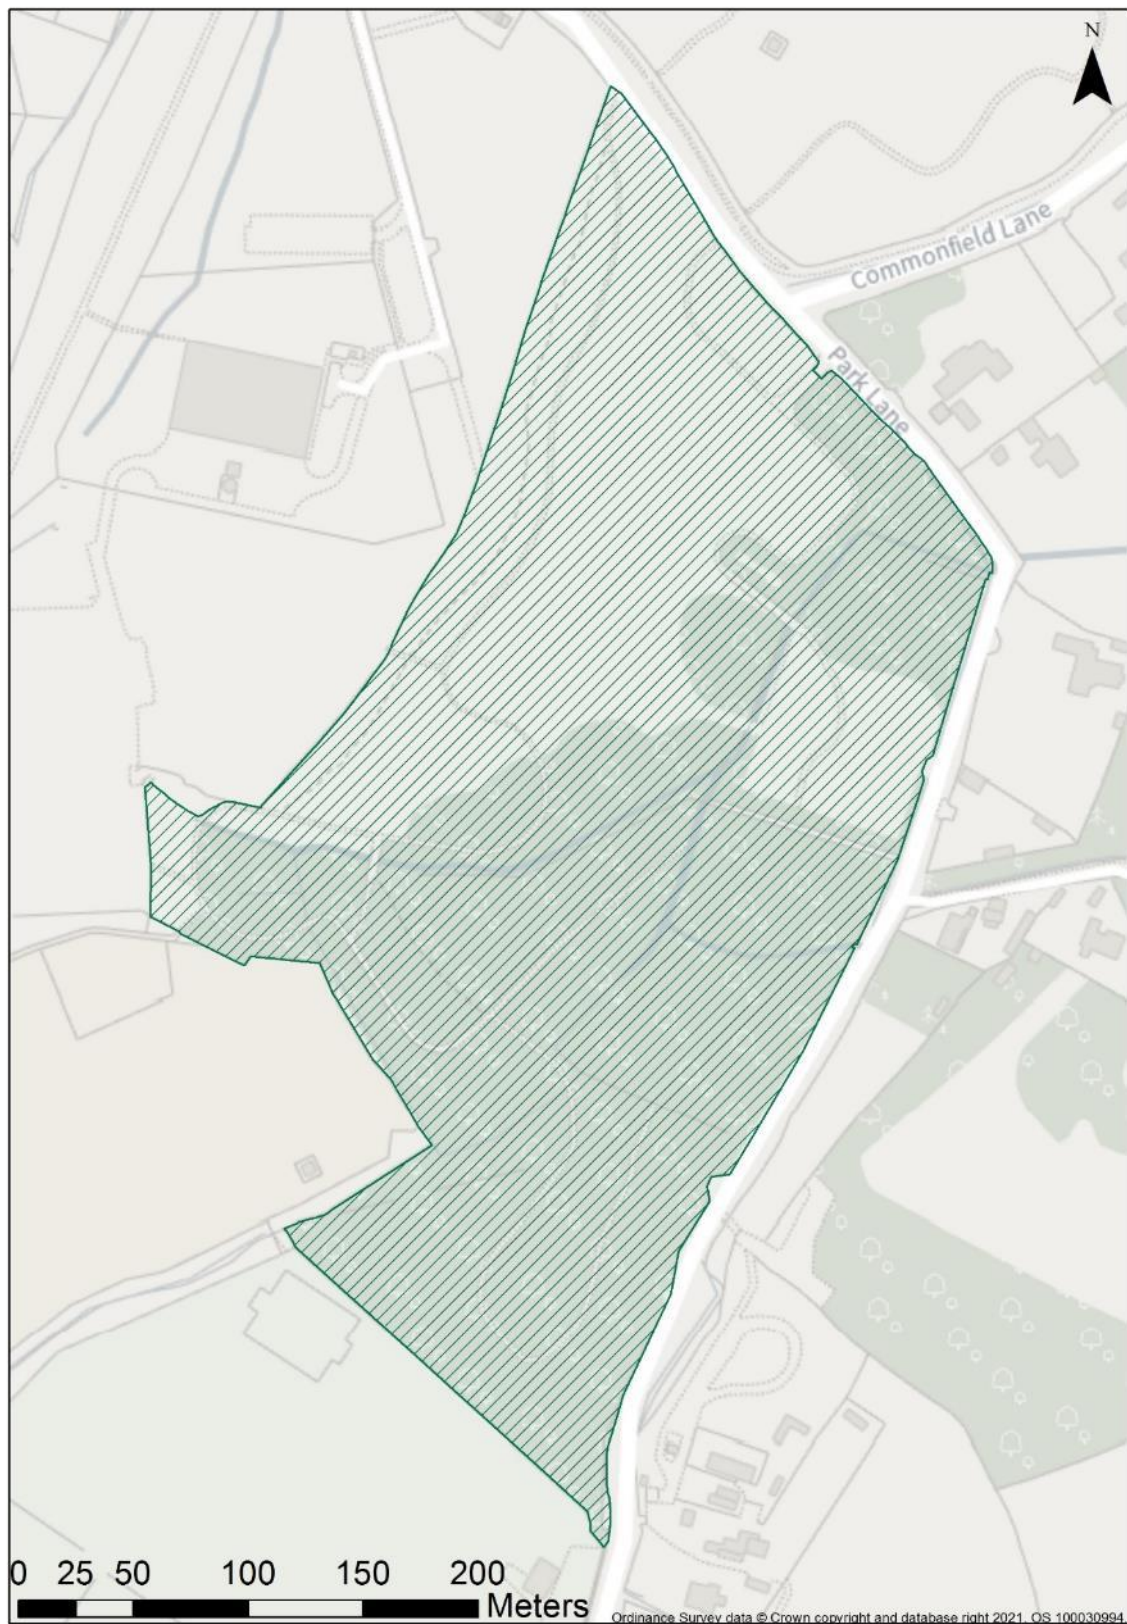 N
Commonfield Lane
Park Lane
0 25 50 100 150 200
Meters
Ordinance Survey data © Crown copyright and database right 2021. OS 100030994.